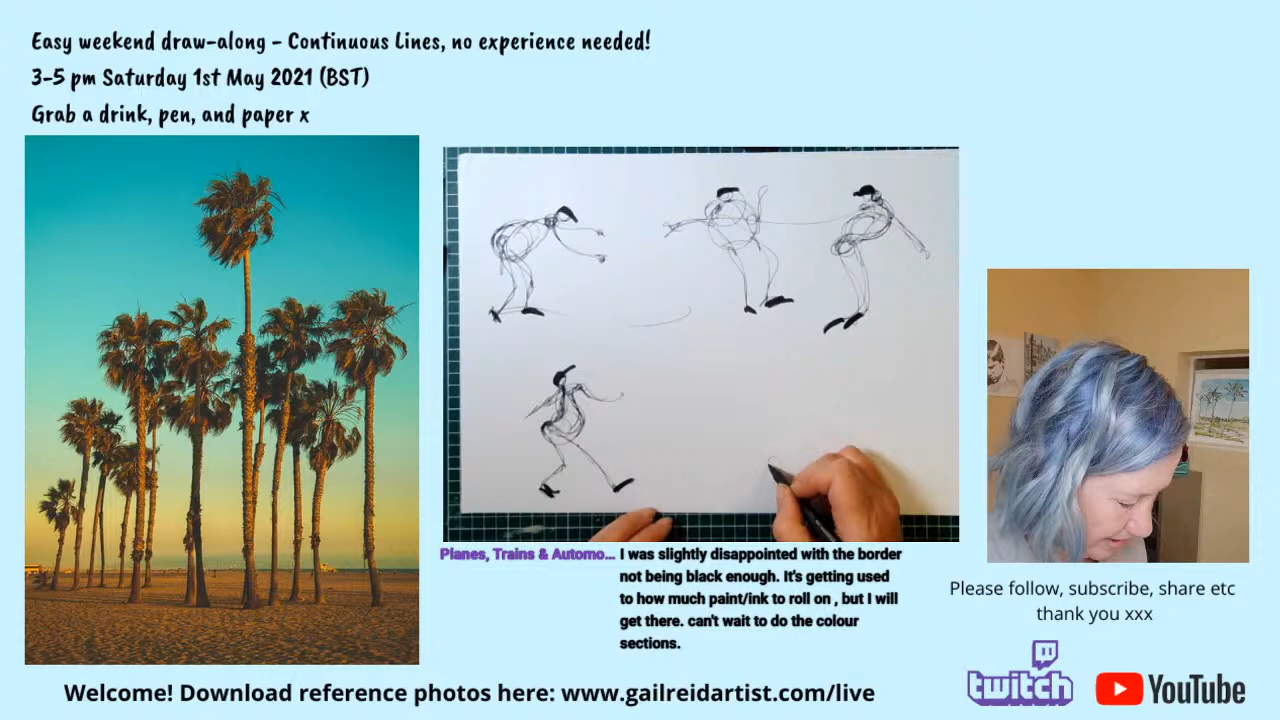 Easy weekend draw-along - Continuous Lines, no experience needed!
3-5 pm Saturday 1st May 2021 (BST)
Grab a drink, pen, and paper x
Planes, Trains & Automo... I was slightly disappointed with the border
not being black enough. It's getting used
to how much paint/ink to roll on , but I will
get there. can't wait to do the colour
sections.
Please follow, subscribe, share etc
thank you xxx
twitch
YouTube
Welcome! Download reference photos here: www.gailreidartist.com/live